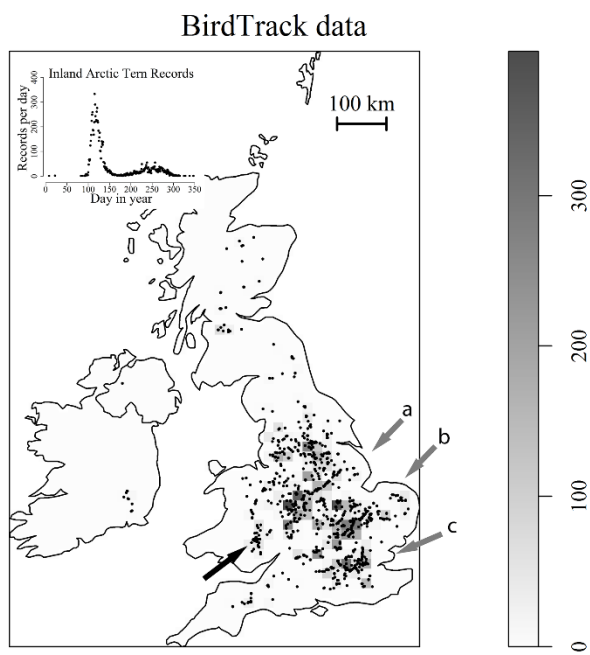 BirdTrack data
Inland Arctic Tern Records
Records per day
0 100 200 300 400
0 50 100 150 200 250 300 350
Day in year
100 km
a
b
c
0 100 200 300